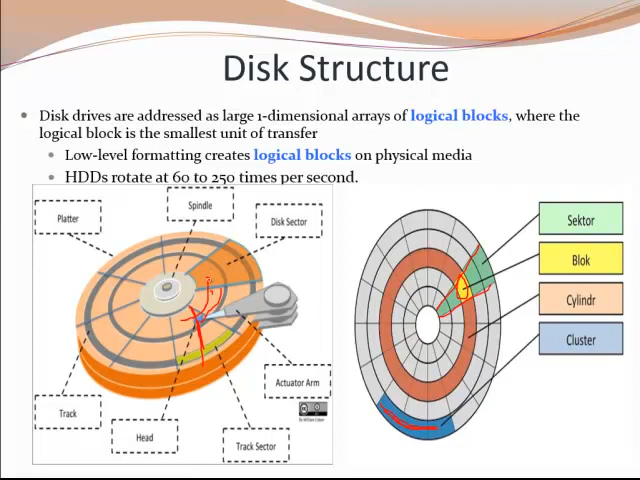 Disk Structure
Disk drives are addressed as large 1-dimensional arrays of logical blocks, where the
logical block is the smallest unit of transfer
Low-level formatting creates logical blocks on physical media
HDDs rotate at 60 to 250 times per second.
Spindle
Platter
Disk Sector
Sektor
Blok
Cylindr
Cluster
Actuator Arm
Track
Head
Track Sector